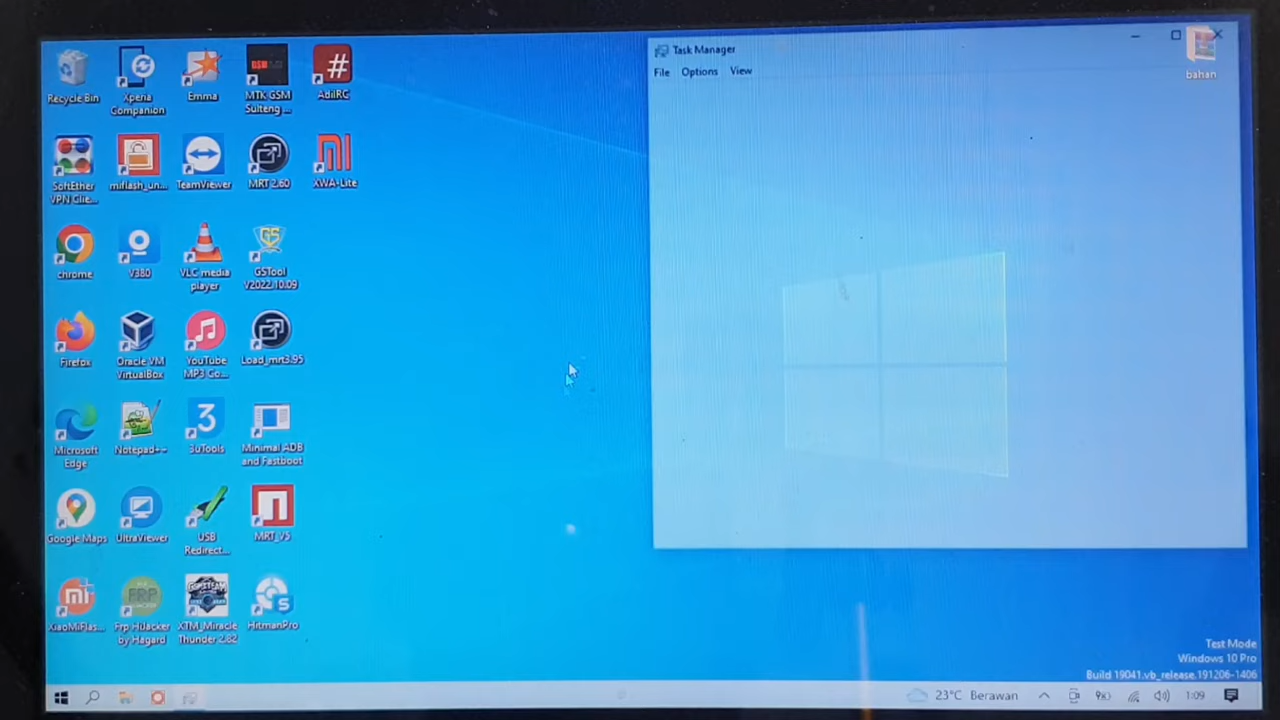 Recycle Bin
Xperia
Companion
Emma
MTK GSM
Sulteng ...
AdiIRC
SoftEther
VPN Clie...
miflash_un...
TeamViewer
MRT 2.60
XWA-Lite
chrome
V380
VLC media
player
GSTool
V2022.10.09
Firefox
Oracle VM
VirtualBox
YouTube
MP3 Co...
Load_mrt3.95
Microsoft
Edge
Notepad++
3uTools
Minimal ADB
and Fastboot
Google Maps
UltraViewer
USB
Redirect...
MRT_V5
XiaoMiFlas...
Frp HiJacker
by Hagard
XTM_Miracle
Thunder 2.82
HitmanPro
Task Manager
File Options View
bahan
Test Mode
Windows 10 Pro
Build 19041.vb_release.191206-1406
23°C Berawan
1:09